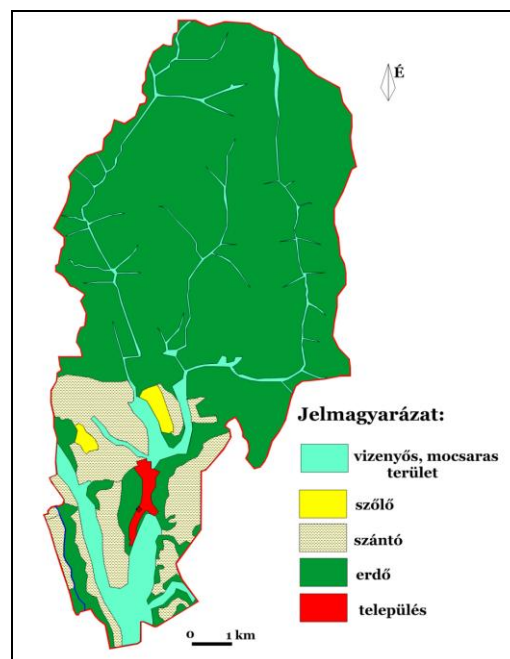 É
Jelmagyarázat:
vizenyős, mocsaras
terület
szőlő
szántó
erdő
település
0 1 km